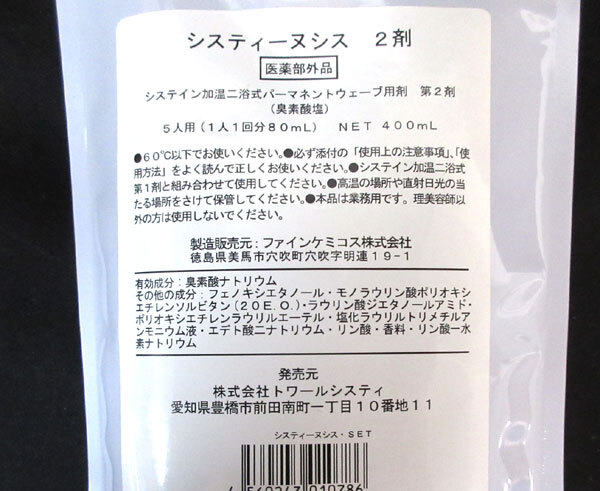 システィーヌシス　2剤
医薬部外品
システイン加温二浴式パーマネントウェーブ用剤　第2剤
（臭素酸塩）
5人用（1人1回分80mL）　NET 400mL
●60℃以下でお使いください。●必ず添付の「使用上の注意事項」、「使
用方法」をよく読んで正しくお使いください。●システイン加温二浴式
第1剤と組み合わせて使用してください。●高温の場所や直射日光の当
たる場所をさけて保管してください。●本品は業務用です。理美容師以
外の方は使用しないでください。
製造販売元：ファインケミコス株式会社
徳島県美馬市穴吹町穴吹字明連19-1
有効成分：臭素酸ナトリウム
その他の成分：フェノキシエタノール・モノラウリン酸ポリオキシ
エチレンソルビタン（20E.O.）・ラウリン酸ジエタノールアミド・
ポリオキシエチレンラウリルエーテル・塩化ラウリルトリメチルア
ンモニウム液・エデト酸二ナトリウム・リン酸・香料・リン酸一水
素ナトリウム
発売元
株式会社トワールシスティ
愛知県豊橋市前田南町一丁目10番地11
システィーヌシス・SET
4 560243 010786